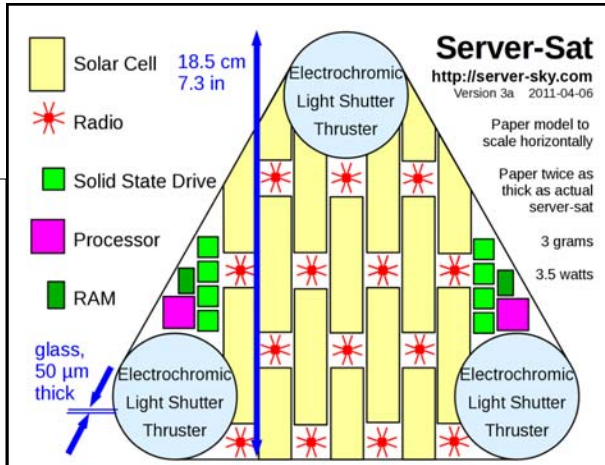 Solar Cell
Radio
Solid State Drive
Processor
RAM
glass,
50 µm
thick
18.5 cm
7.3 in
Electrochromic
Light Shutter
Thruster
Electrochromic
Light Shutter
Thruster
Electrochromic
Light Shutter
Thruster
Server-Sat
http://server-sky.com
Version 3a 2011-04-06
Paper model to
scale horizontally
Paper twice as
thick as actual
server-sat
3 grams
3.5 watts